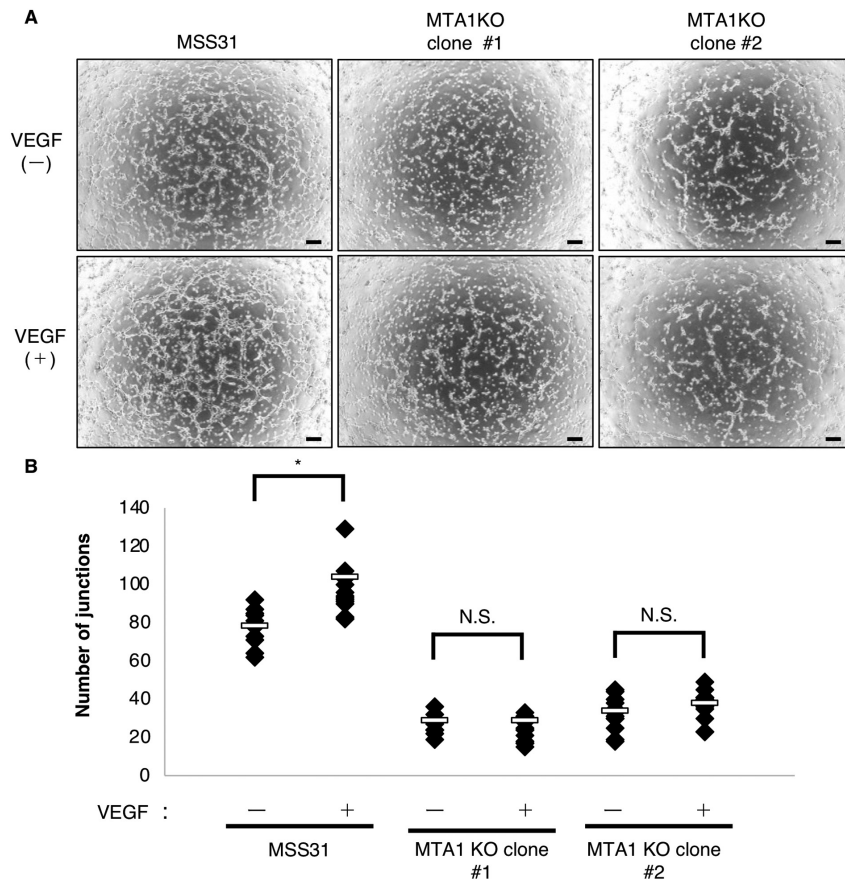 A
MSS31
MTA1KO
clone #1
MTA1KO
clone #2
VEGF
(—)
VEGF
(+)
B
*
N.S.
N.S.
Number of junctions
140
120
100
80
60
40
20
0
VEGF : — + — + — +
MSS31
MTA1 KO clone
#1
MTA1 KO clone
#2